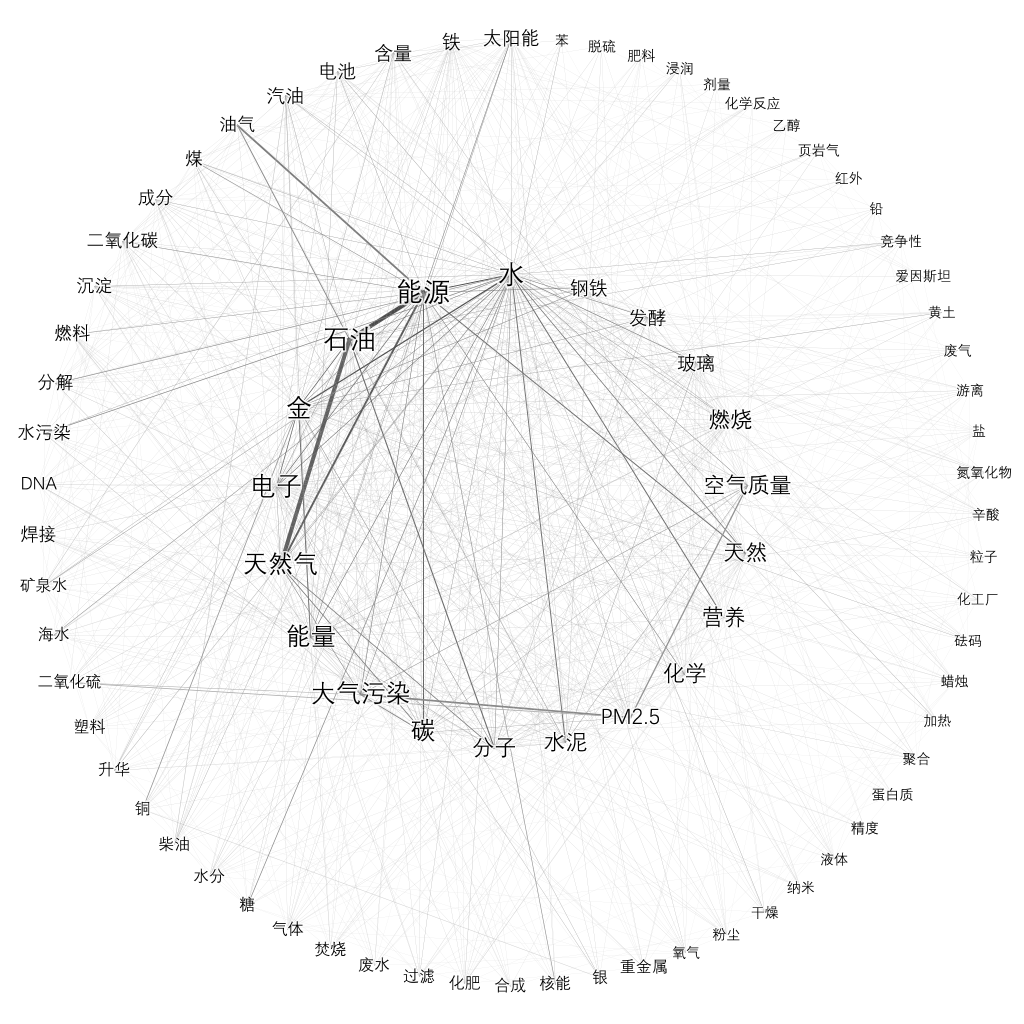 太阳能
苯
脱硫
肥料
浸润
剂量
化学反应
乙醇
页岩气
红外
铅
竞争性
爱因斯坦
黄土
废气
游离
盐
氮氧化物
辛酸
粒子
化工厂
砝码
蜡烛
加热
聚合
蛋白质
精度
液体
纳米
干燥
粉尘
氧气
重金属
银
核能
合成
化肥
过滤
废水
焚烧
气体
糖
水分
柴油
铜
升华
塑料
二氧化硫
海水
矿泉水
焊接
DNA
水污染
分解
燃料
沉淀
二氧化碳
成分
煤
油气
汽油
电池
含量
铁
水
钢铁
发酵
玻璃
燃烧
空气质量
天然
营养
化学
PM2.5
水泥
分子
碳
大气污染
能量
天然气
电子
金
石油
能源